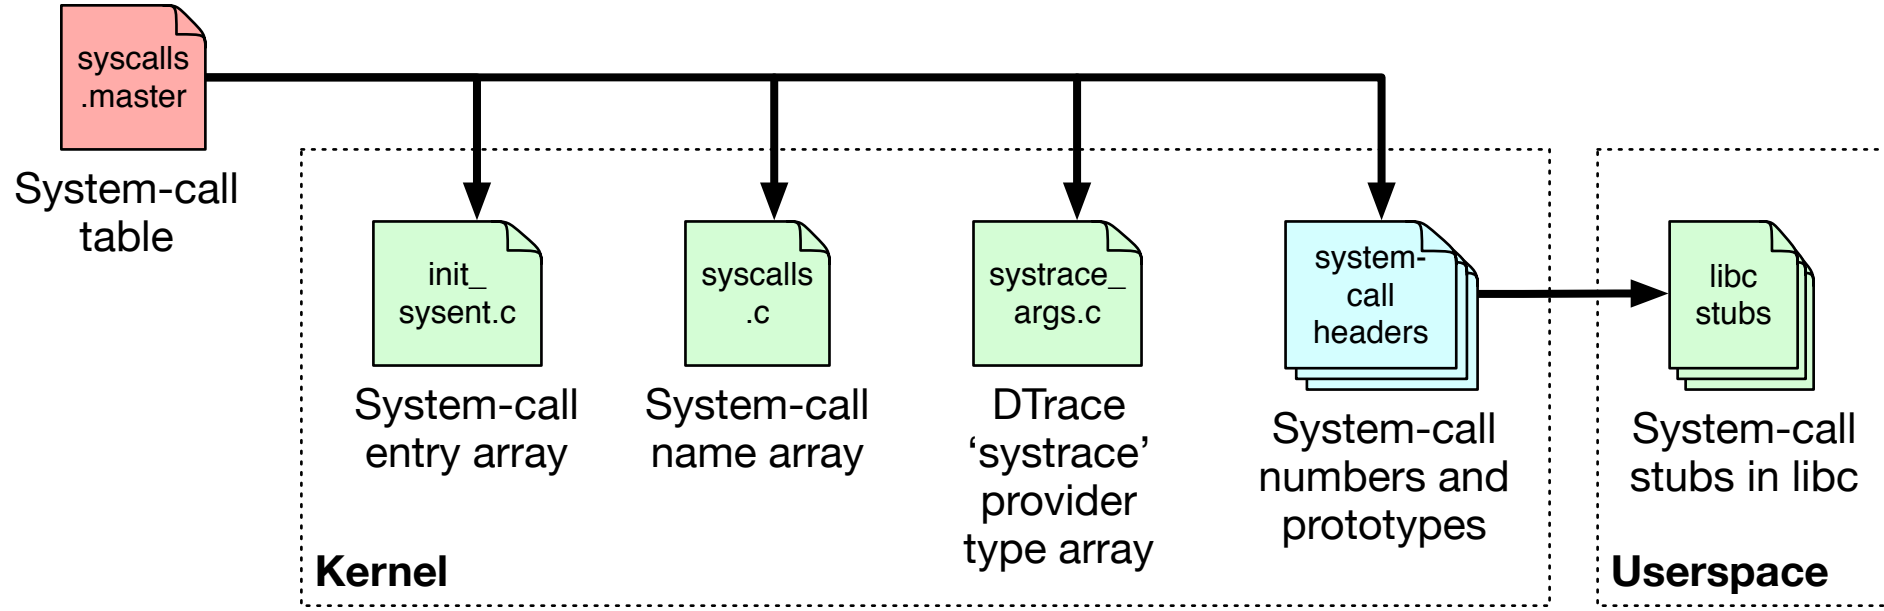 syscalls
.master
System-call
table
init_
sysent.c
System-call
entry array
syscalls
.c
System-call
name array
systrace_
args.c
DTrace
‘systrace’
provider
type array
system-
call
headers
System-call
numbers and
prototypes
Kernel
libc
stubs
System-call
stubs in libc
Userspace